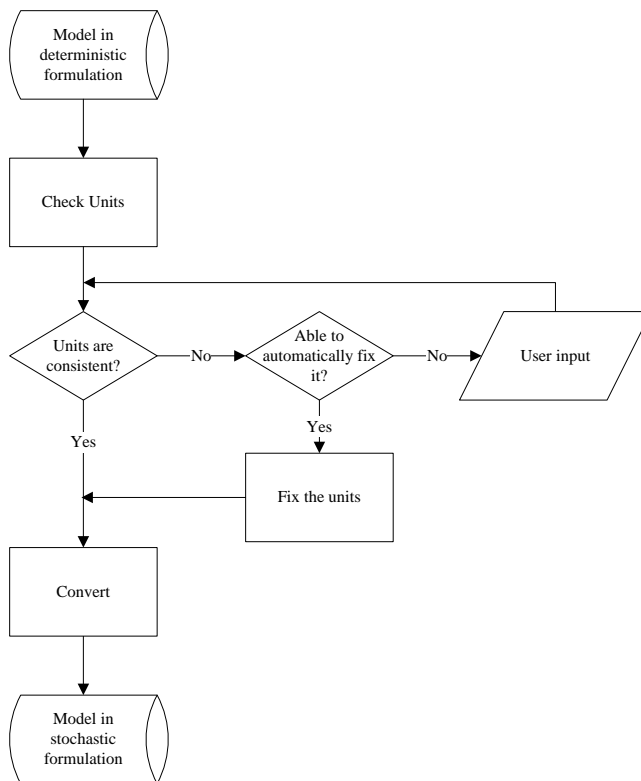 Model in
deterministic
formulation
Check Units
Units are
consistent?
No
Able to
automatically fix
it?
No
User input
Yes
Yes
Fix the units
Convert
Model in
stochastic
formulation